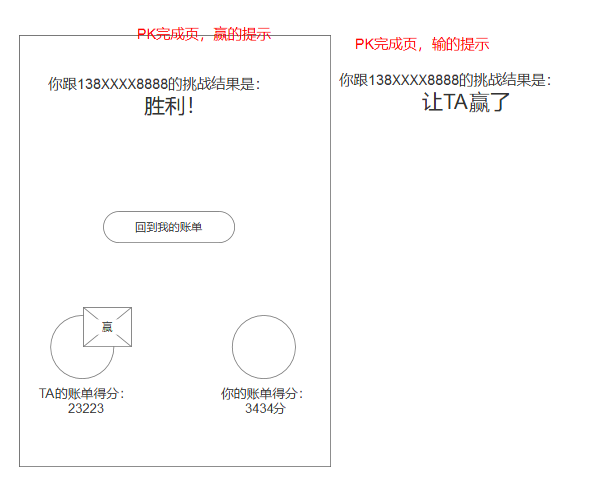 PK完成页，赢的提示
你跟138XXXX8888的挑战结果是：
胜利！
回到我的账单
赢
TA的账单得分：
23223
你的账单得分：
3434分
PK完成页，输的提示
你跟138XXXX8888的挑战结果是：
让TA赢了